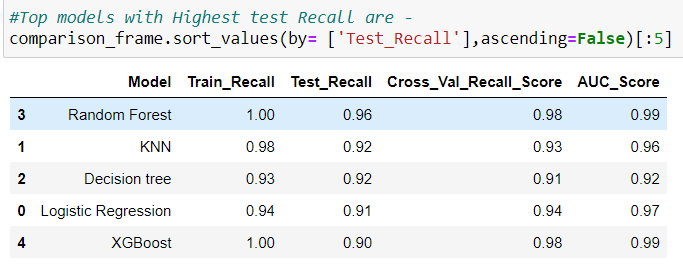 #Top models with Highest test Recall are -
comparison_frame.sort_values(by= ['Test_Recall'],ascending=False)[:5]
Model Train_Recall Test_Recall Cross_Val_Recall_Score AUC_Score
3 Random Forest 1.00 0.96 0.98 0.99
1 KNN 0.98 0.92 0.93 0.96
2 Decision tree 0.93 0.92 0.91 0.92
0 Logistic Regression 0.94 0.91 0.94 0.97
4 XGBoost 1.00 0.90 0.98 0.99